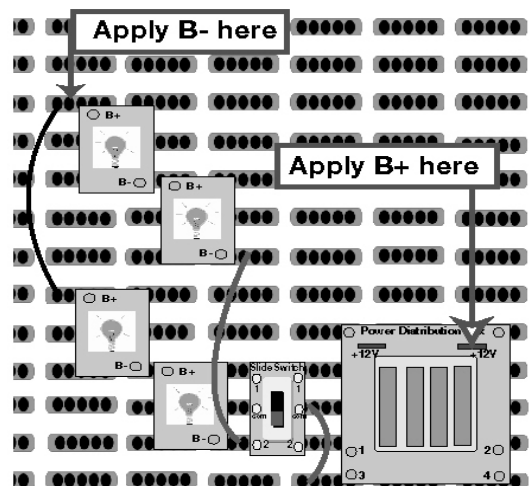 Apply B- here
B+
B-
B+
Apply B+ here
B-
B+
Power Distribution
+12V
+12V
B-
B+
Slide Switch
1
1
com
com
B-
2
2
1
2
3
4